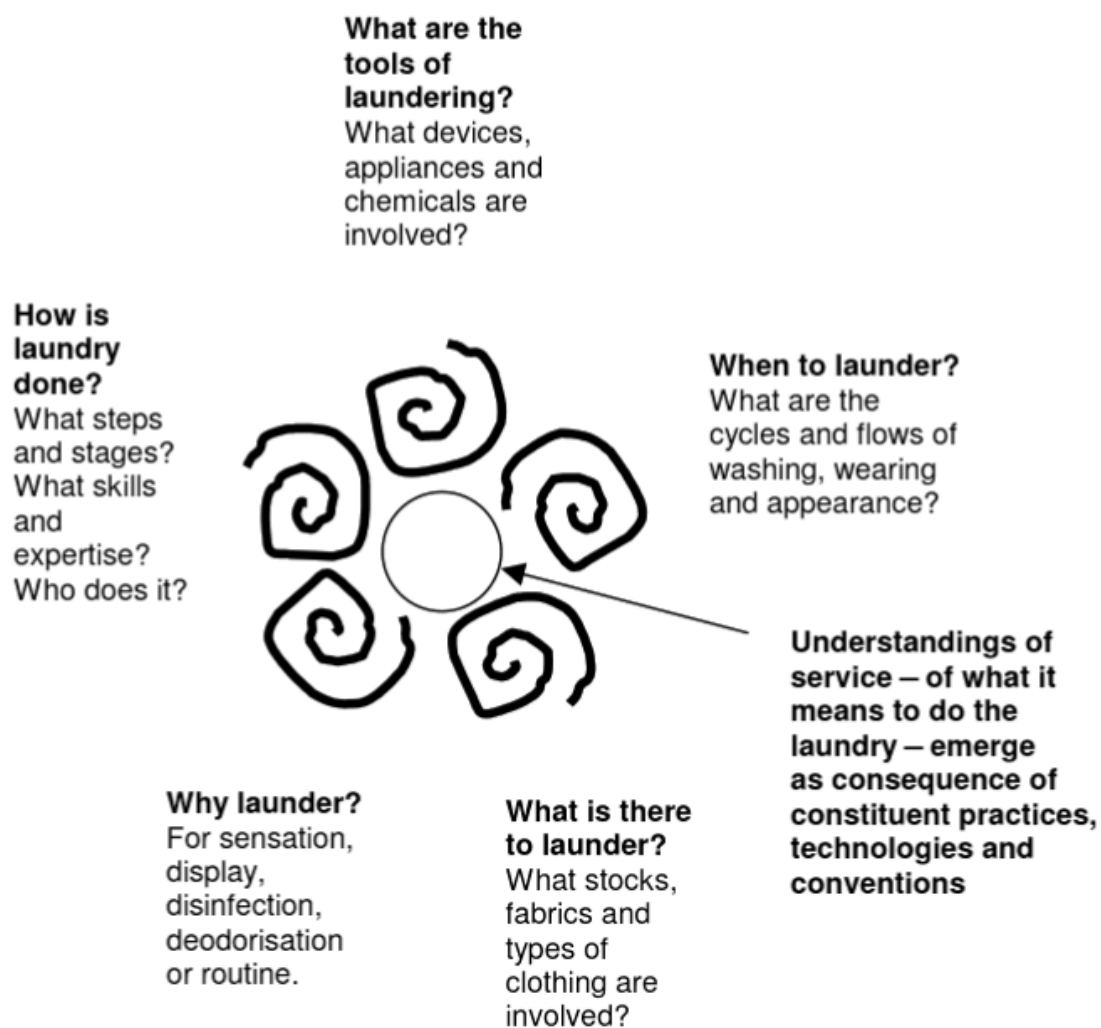 What are the
tools of
laundering?
What devices,
appliances and
chemicals are
involved?
How is
laundry
done?
What steps
and stages?
What skills
and
expertise?
Who does it?
When to launder?
What are the
cycles and flows of
washing, wearing
and appearance?
Understandings of
service – of what it
means to do the
laundry – emerge
as consequence of
constituent practices,
technologies and
conventions
Why launder?
For sensation,
display,
disinfection,
deodorisation
or routine.
What is there
to launder?
What stocks,
fabrics and
types of
clothing are
involved?